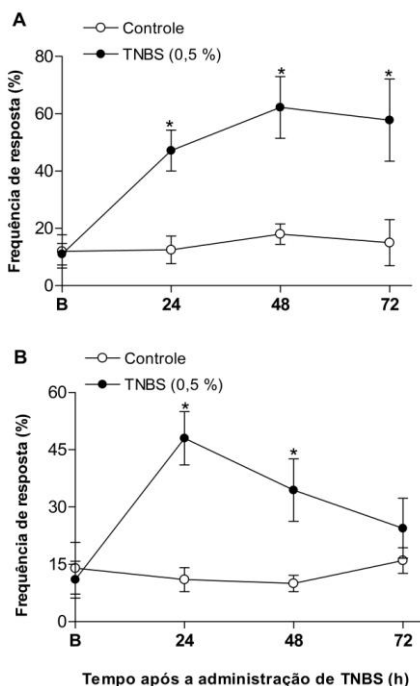 A
Controle
TNBS (0,5 %)
Frequência de resposta (%)
80
60
40
20
0
*
*
*
B
24
48
72
B
Controle
TNBS (0,5 %)
Frequência de resposta (%)
60
45
30
15
0
*
*
B
24
48
72
Tempo após a administração de TNBS (h)